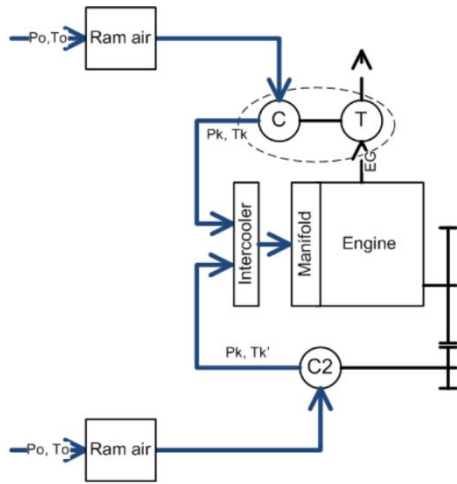 Po,To
Ram air
C
T
Pk, Tk
EG
Intercooler
Manifold
Engine
Pk, Tk'
C2
Po, To
Ram air